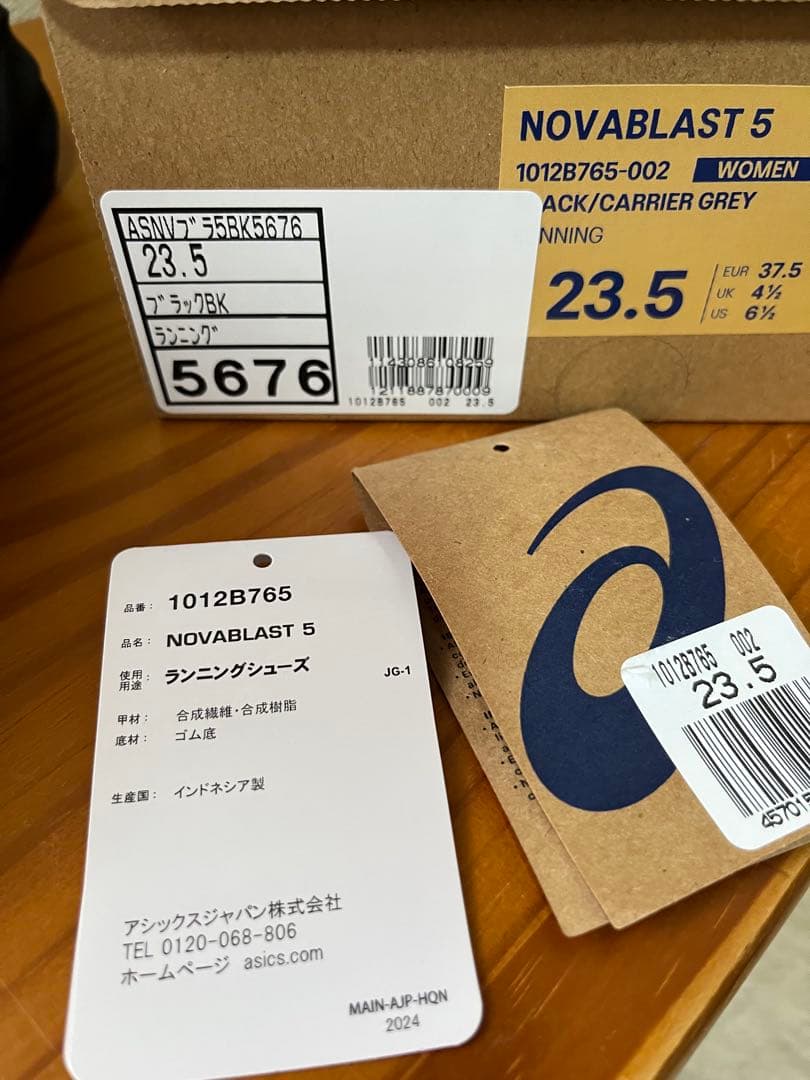 NOVABLAST 5
1012B765-002 WOMEN
ACK/CARRIER GREY
NNING
23.5
EUR 37.5
UK 4½
US 6½
ASNVブラ5BK5676
23.5
ブラックBK
ランニング
5676
1012B765 002 23.5
品番: 1012B765
品名: NOVABLAST 5
使用用途: ランニングシューズ
JG-1
甲材: 合成繊維・合成樹脂
底材: ゴム底
生産国: インドネシア製
アシックスジャパン株式会社
TEL 0120-068-806
ホームページ asics.com
MAIN-AJP-HQN
2024
1012B765 002
23.5
457015